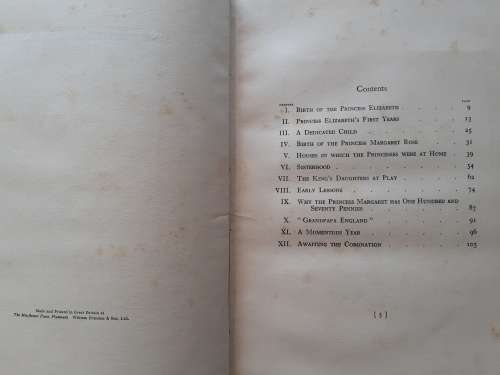 Made and Printed in Great Britain at
The Mayflower Press, Plymouth. William Brendon & Son, Ltd.
Contents
CHAPTER PAGE
I. Birth of the Princess Elizabeth . . . . 9
II. Princess Elizabeth's First Years . . . . 13
III. A Dedicated Child . . . . . . 25
IV. Birth of the Princess Margaret Rose . . . 31
V. Houses in which the Princesses were at Home . 39
VI. Sisterhood . . . . . . . 54
VII. The King's Daughters at Play . . . . 62
VIII. Early Lessons . . . . . . 74
IX. Why the Princess Margaret has One Hundred and
Seventy Pennies . . . . . . 87
X. "Grandpapa England" . . . . . 91
XI. A Momentous Year . . . . . 96
XII. Awaiting the Coronation . . . . . 105
[ 5 ]